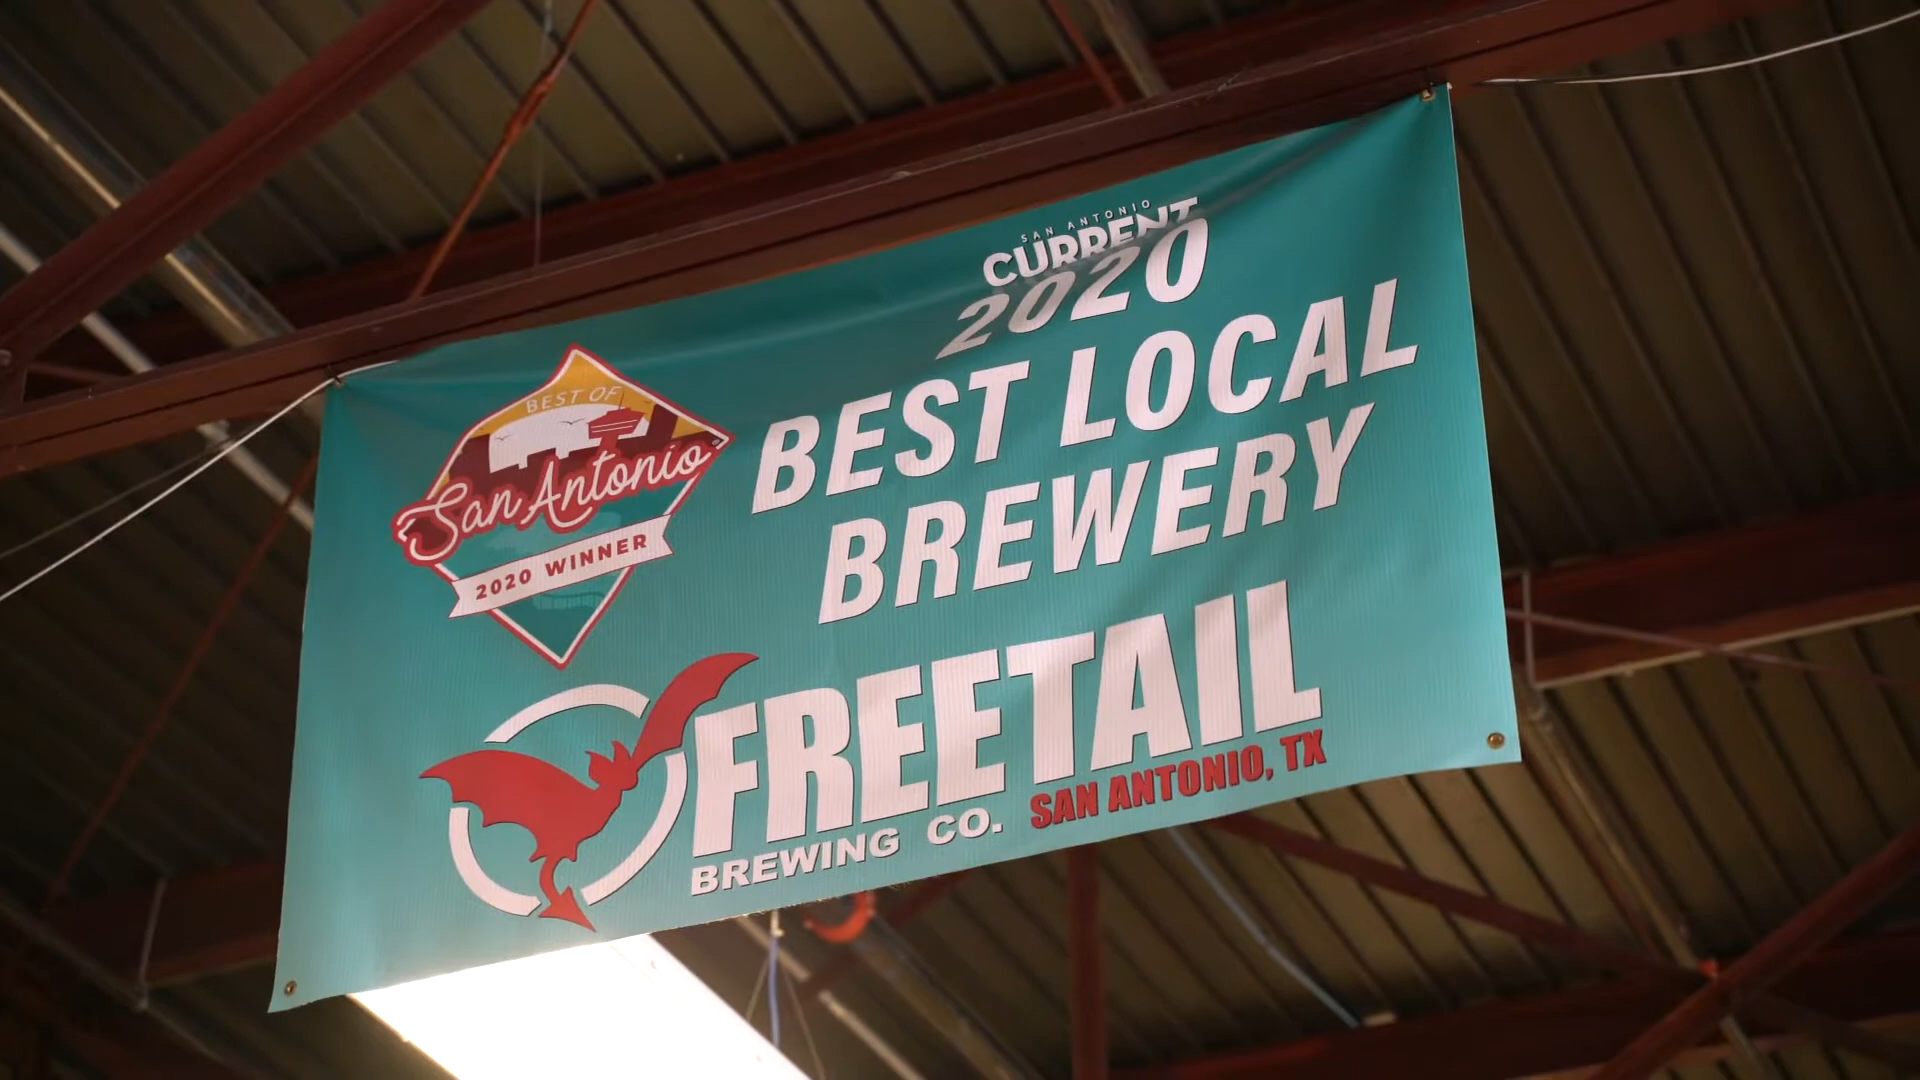 SAN ANTONIO
CURRENT
2020
BEST LOCAL
BREWERY
BEST OF
San Antonio
2020 WINNER
FREETAIL
BREWING CO. SAN ANTONIO, TX